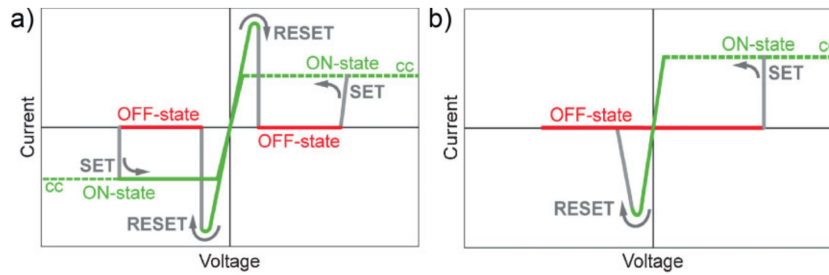 a)
RESET
ON-state
cc
SET
OFF-state
OFF-state
SET
cc
ON-state
RESET
Current
Voltage
b)
ON-state
cc
SET
OFF-state
RESET
Current
Voltage